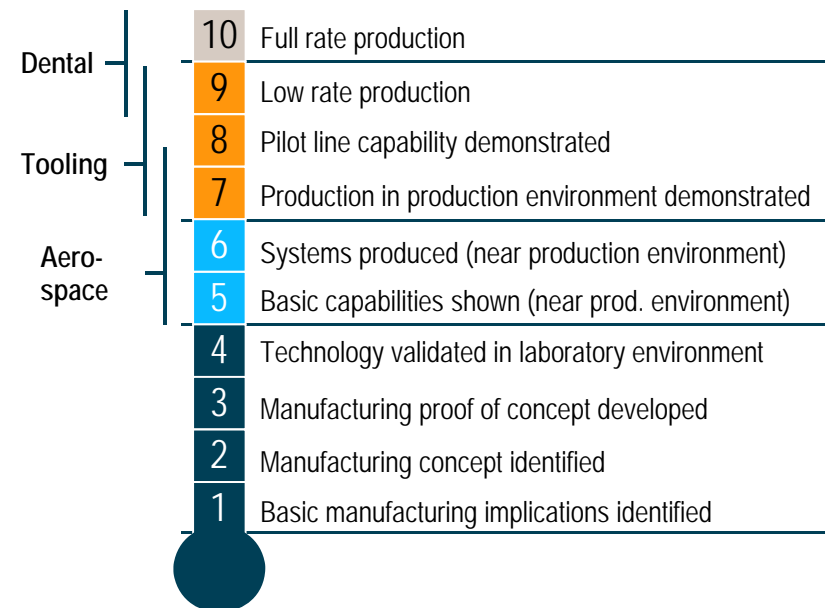 10 Full rate production
Dental
9 Low rate production
8 Pilot line capability demonstrated
Tooling
7 Production in production environment demonstrated
6 Systems produced (near production environment)
Aero-
space
5 Basic capabilities shown (near prod. environment)
4 Technology validated in laboratory environment
3 Manufacturing proof of concept developed
2 Manufacturing concept identified
1 Basic manufacturing implications identified